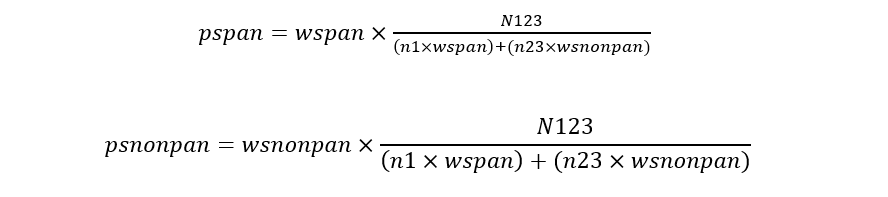 pspan = wspan × N123 / (n1×wspan)+(n23×wsnonpan)
psnonpan = wsnonpan × N123 / (n1 × wspan) + (n23 × wsnonpan)